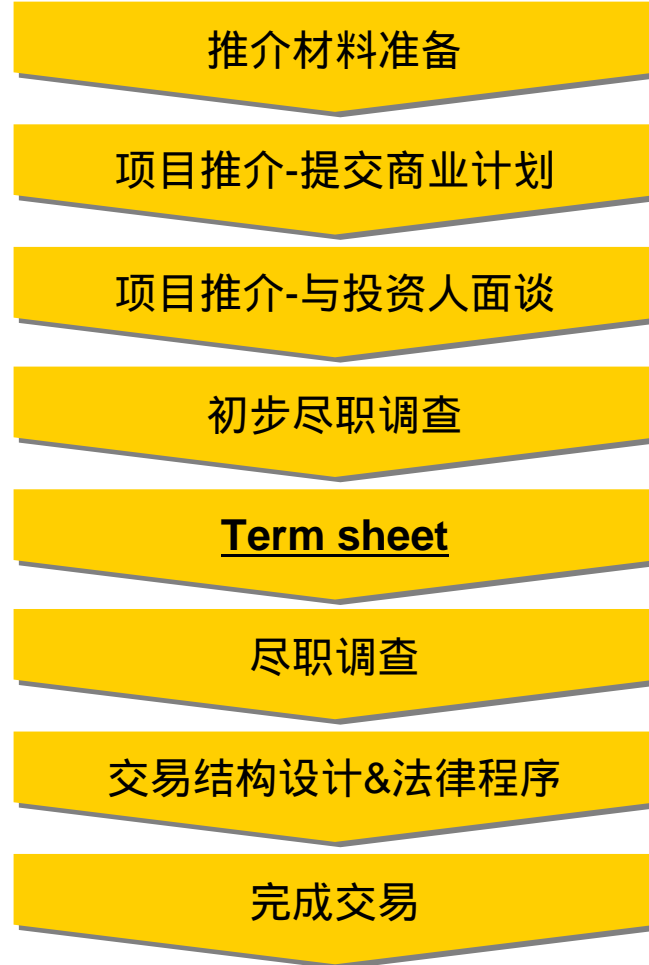 推介材料准备
项目推介-提交商业计划
项目推介-与投资人面谈
初步尽职调查
Term sheet
尽职调查
交易结构设计&法律程序
完成交易